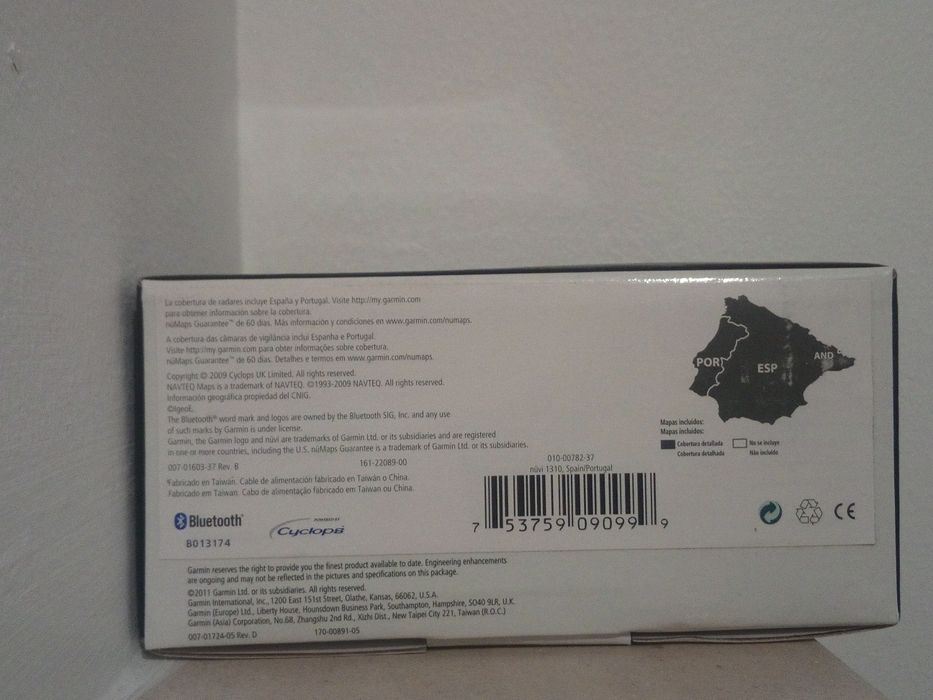 La cobertura de radares incluye España y Portugal. Visite http://my.garmin.com
para obtener información sobre la cobertura.
nüMaps Guarantee™ de 60 días. Más información y condiciones en www.garmin.com/numaps.
A cobertura das câmaras de vigilância inclui Espanha e Portugal.
Visite http://my.garmin.com para obter informações sobre cobertura.
nüMaps Guarantee™ de 60 dias. Detalhes e termos em www.garmin.com/numaps.
Copyright © 2009 Cyclops UK Limited. All rights reserved.
NAVTEQ Maps is a trademark of NAVTEQ. ©1993-2009 NAVTEQ. All rights reserved.
Información geográfica propiedad del CNIG.
©IgeoE.
The Bluetooth® word mark and logos are owned by the Bluetooth SIG, Inc. and any use
of such marks by Garmin is under license.
Garmin, the Garmin logo and nüvi are trademarks of Garmin Ltd. or its subsidiaries and are registered
in one or more countries, including the U.S. nüMaps Guarantee is a trademark of Garmin Ltd. or its subsidiaries.
007-01603-37 Rev. B 161-22089-00
Fabricado en Taiwán. Cable de alimentación fabricado en Taiwán o China.
Fabricado em Taiwan. Cabo de alimentação fabricado em Taiwan ou China.
Bluetooth®
B013174
POWERED BY
Cyclops
010-00782-37
nüvi 1310, Spain/Portugal
7 53759 09099 9
POR
ESP
AND
Mapas incluidos:
Mapas incluídos:
Cobertura detallada No se incluye
Cobertura detalhada Não incluído
CE
Garmin reserves the right to provide you the finest product available to date. Engineering enhancements
are ongoing and may not be reflected in the pictures and specifications on this package.
©2011 Garmin Ltd. or its subsidiaries. All rights reserved.
Garmin International, Inc., 1200 East 151st Street, Olathe, Kansas, 66062, U.S.A.
Garmin (Europe) Ltd., Liberty House, Hounsdown Business Park, Southampton, Hampshire, SO40 9LR, U.K.
Garmin (Asia) Corporation, No.68, Zhangshu 2nd Rd., Xizhi Dist., New Taipei City 221, Taiwan (R.O.C.)
007-01724-05 Rev. D 170-00891-05